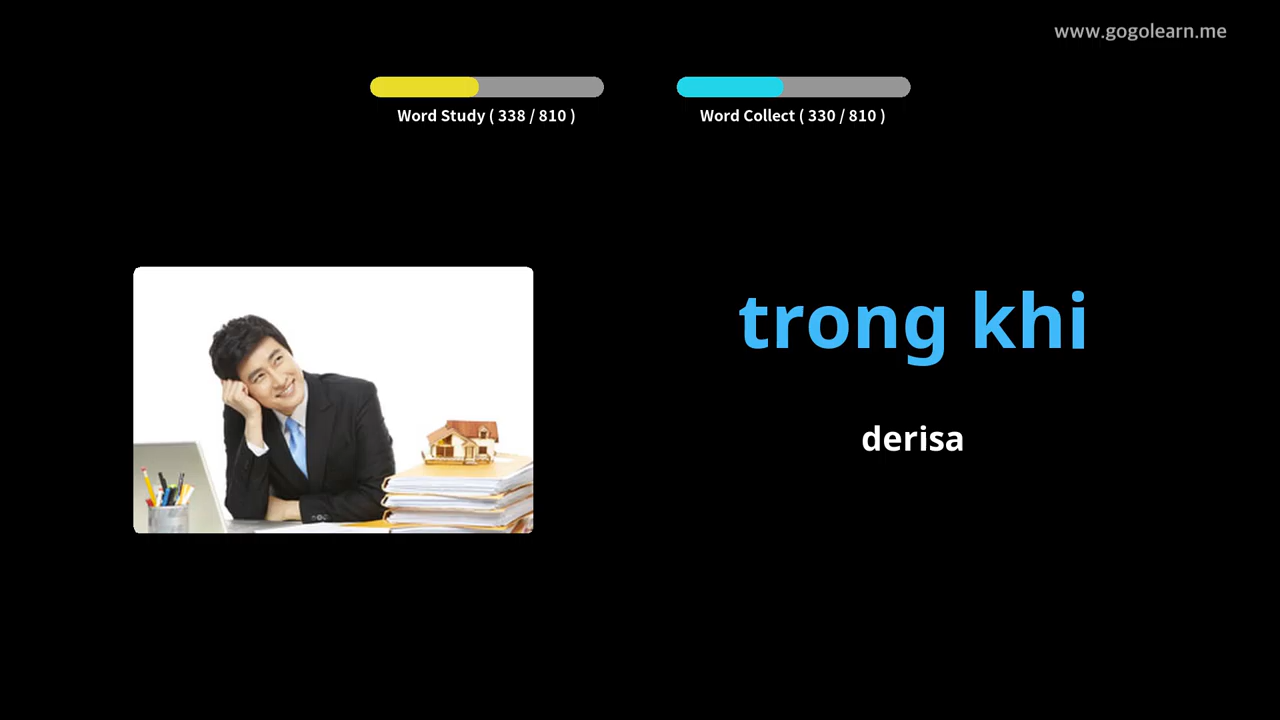 www.gogolearn.me
Word Study ( 338 / 810 )
Word Collect ( 330 / 810 )
trong khi
derisa